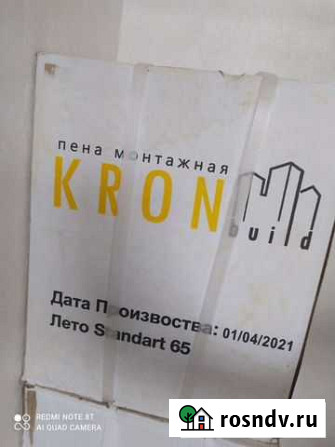 пена монтажная
KRON
build
Дата Произвоства: 01/04/2021
Лето Standart 65
REDMI NOTE 8T
AI QUAD CAMERA
rosndv.ru